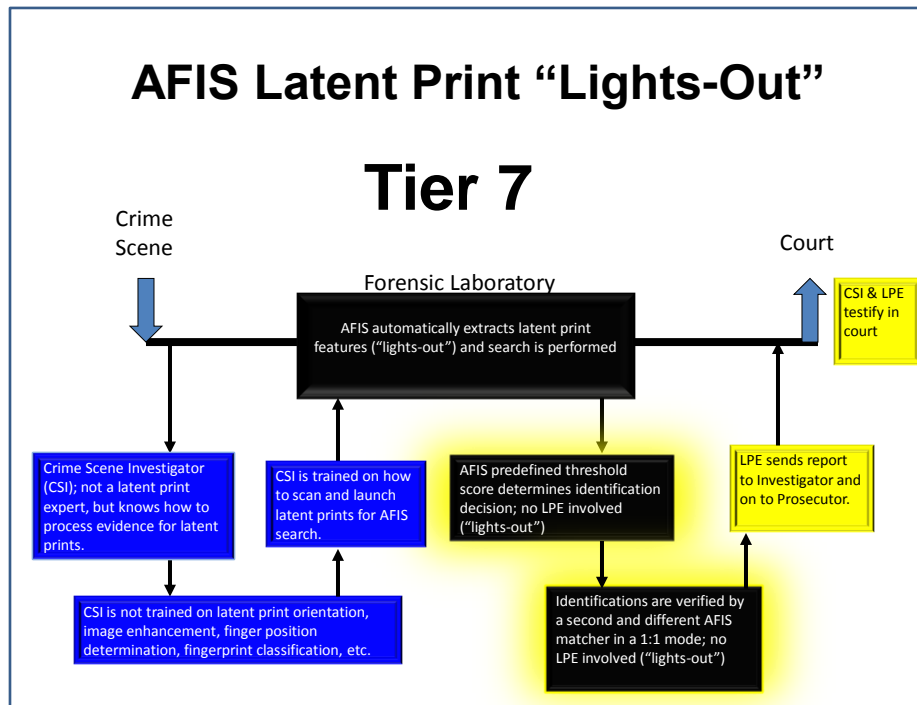 AFIS Latent Print “Lights-Out”
Tier 7
Crime
Scene
Court
Forensic Laboratory
AFIS automatically extracts latent print
features (“lights-out”) and search is performed
CSI & LPE
testify in
court
Crime Scene Investigator
(CSI); not a latent print
expert, but knows how to
process evidence for latent
prints.
CSI is trained on how
to scan and launch
latent prints for AFIS
search.
AFIS predefined threshold
score determines identification
decision; no LPE involved
(“lights-out”)
LPE sends report
to Investigator and
on to Prosecutor.
CSI is not trained on latent print orientation,
image enhancement, finger position
determination, fingerprint classification, etc.
Identifications are verified by
a second and different AFIS
matcher in a 1:1 mode; no
LPE involved (“lights-out”)